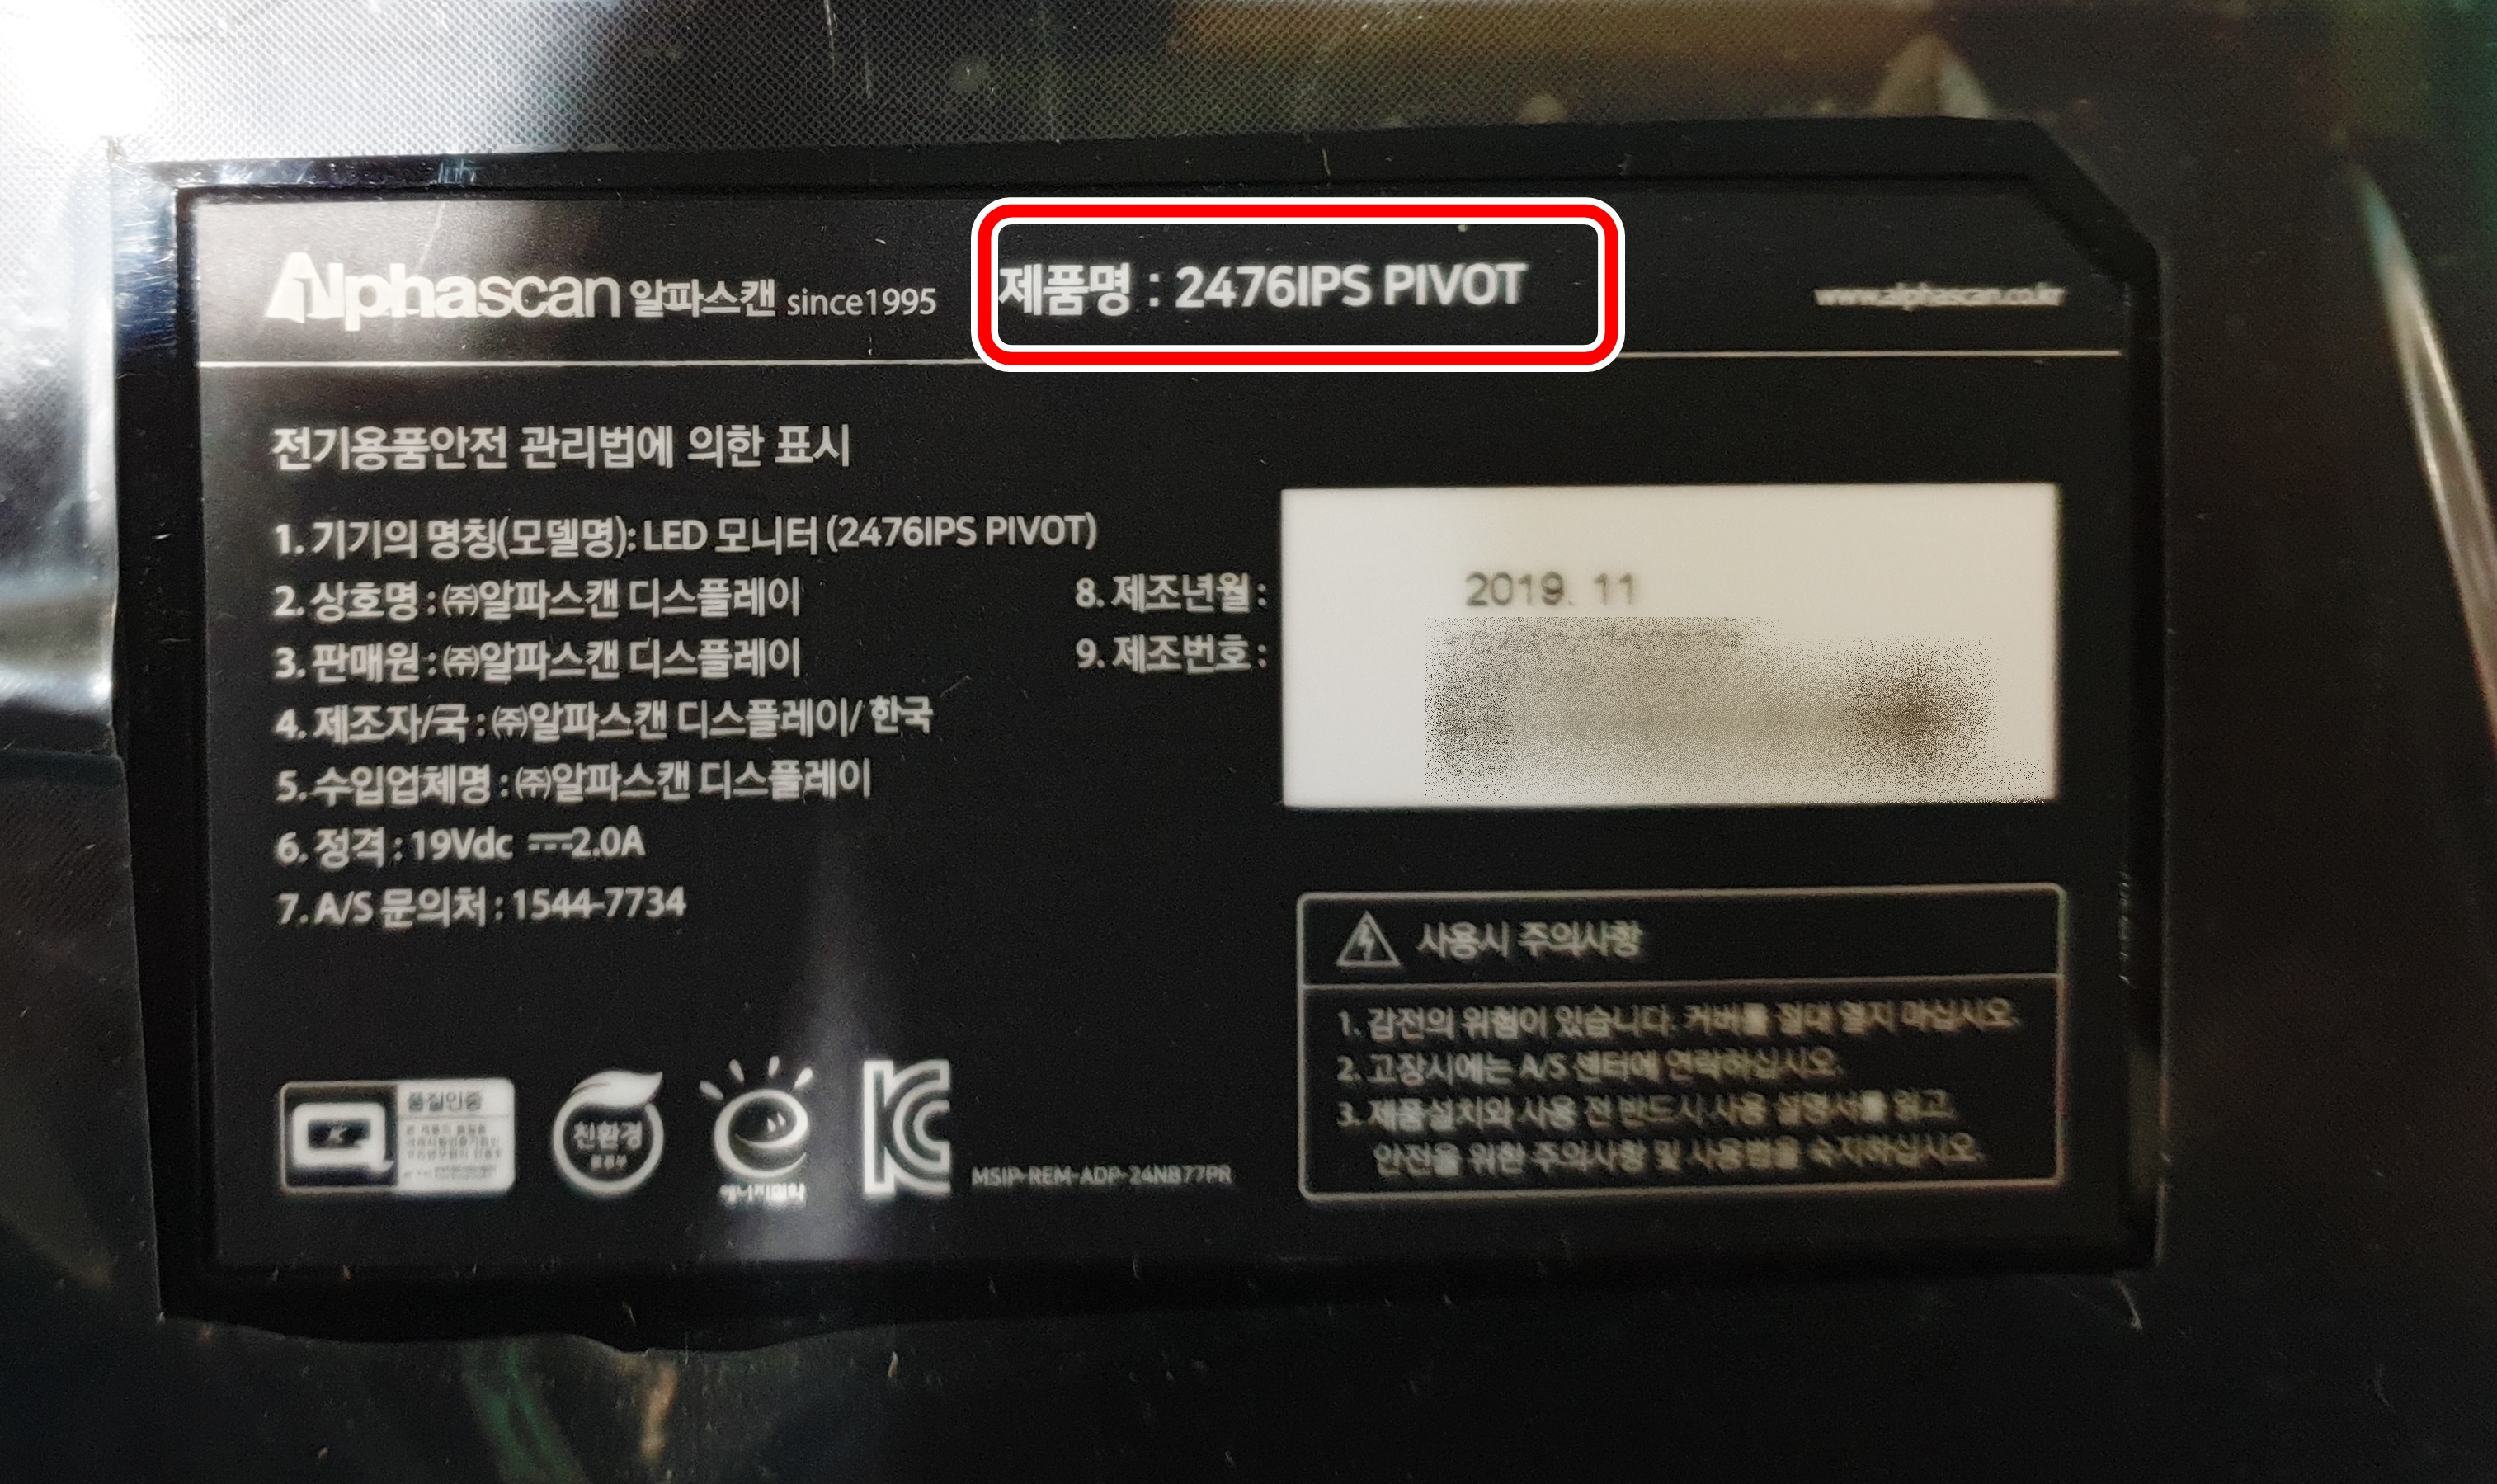 Alphascan 알파스캔 since1995
제품명 : 2476IPS PIVOT
www.alphascan.co.kr
전기용품안전 관리법에 의한 표시
1. 기기의 명칭(모델명): LED 모니터 (2476IPS PIVOT)
2. 상호명 : ㈜알파스캔 디스플레이
3. 판매원 : ㈜알파스캔 디스플레이
4. 제조자/국 : ㈜알파스캔 디스플레이/ 한국
5. 수입업체명 : ㈜알파스캔 디스플레이
6. 정격 : 19Vdc ⎓2.0A
7. A/S 문의처 : 1544-7734
8. 제조년월 : 2019. 11
9. 제조번호 :
사용시 주의사항
1. 감전의 위험이 있습니다. 커버를 절대 열지 마십시오.
2. 고장시에는 A/S 센터에 연락하십시오.
3. 제품설치와 사용 전 반드시 사용 설명서를 읽고,
안전을 위한 주의사항 및 사용법을 숙지하십시오.
품질인증
친환경
에너지절약
KC
MSIP-REM-ADP-24NB77PR